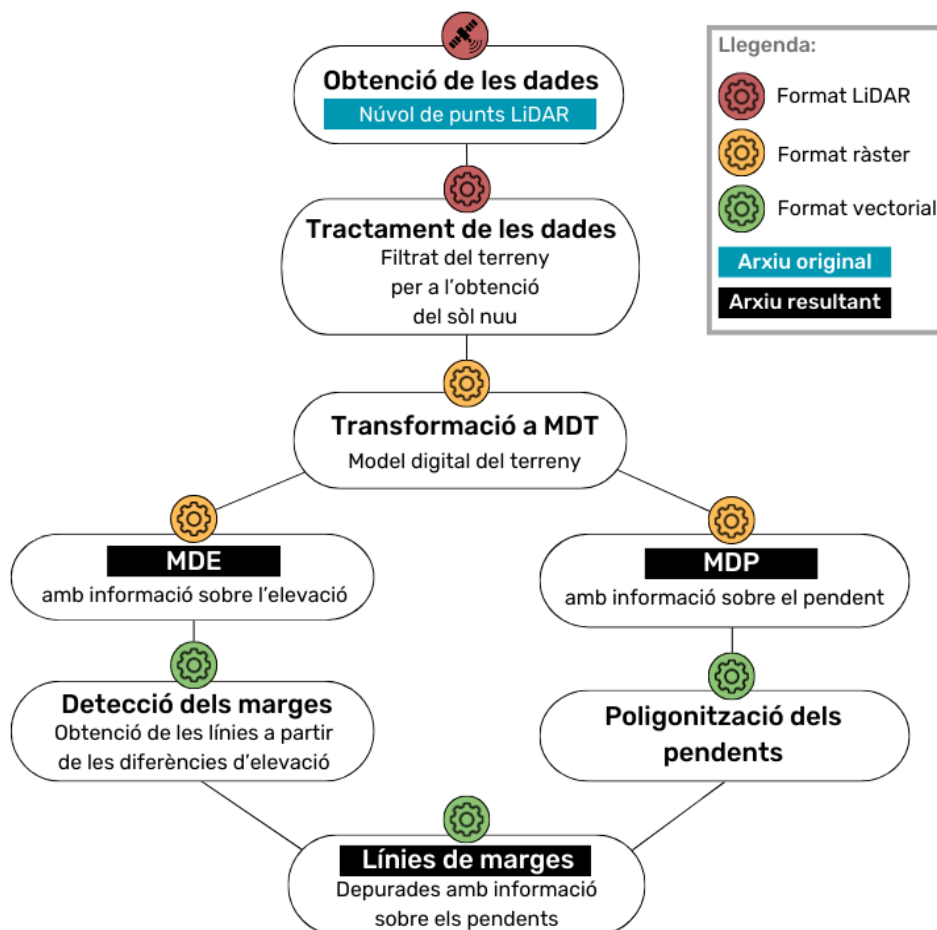 Obtenció de les dades
Núvol de punts LiDAR
Tractament de les dades
Filtrat del terreny
per a l'obtenció
del sòl nuu
Transformació a MDT
Model digital del terreny
MDE
amb informació sobre l'elevació
MDP
amb informació sobre el pendent
Detecció dels marges
Obtenció de les línies a partir
de les diferències d'elevació
Poligonització dels
pendents
Línies de marges
Depurades amb informació
sobre els pendents
Llegenda:
Format LiDAR
Format ràster
Format vectorial
Arxiu original
Arxiu resultant